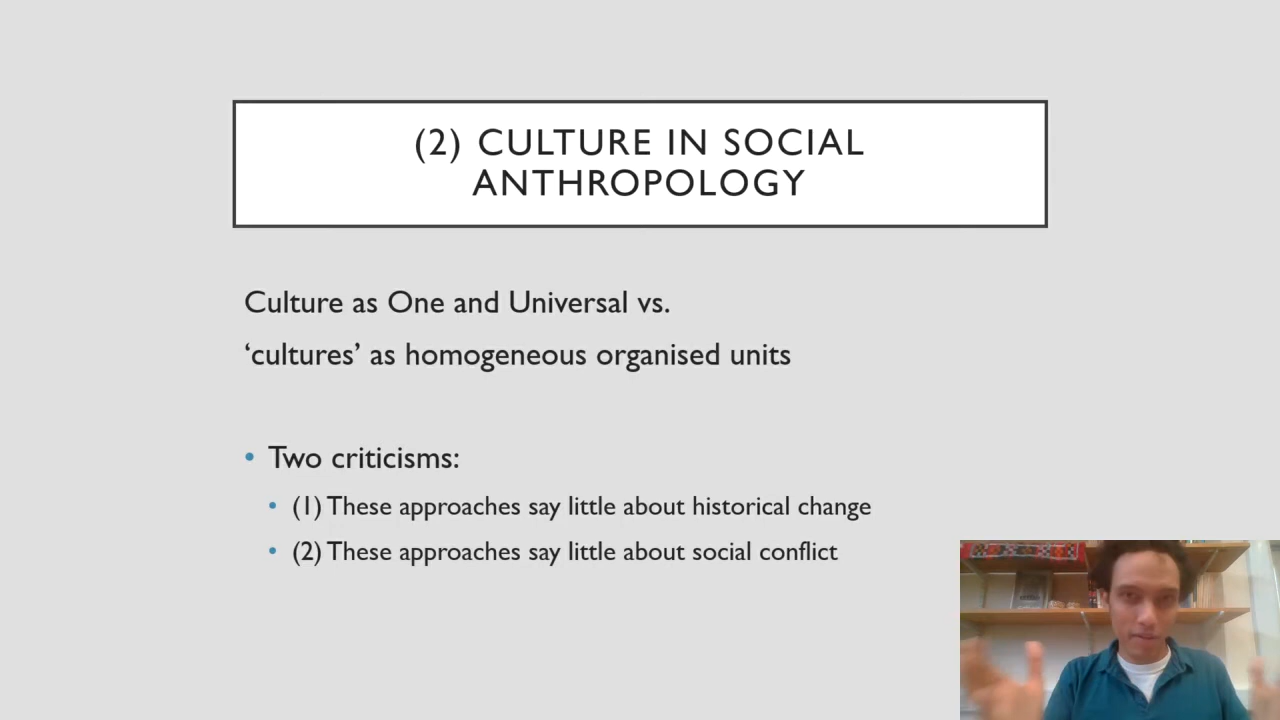 (2) CULTURE IN SOCIAL
ANTHROPOLOGY
Culture as One and Universal vs.
‘cultures’ as homogeneous organised units
• Two criticisms:
• (1) These approaches say little about historical change
• (2) These approaches say little about social conflict